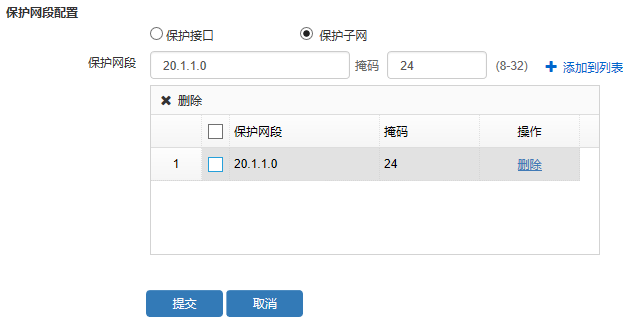 保护网段配置
保护接口 保护子网
保护网段 20.1.1.0 掩码 24 (8-32) 添加到列表
删除
保护网段 掩码 操作
1 20.1.1.0 24 删除
提交 取消